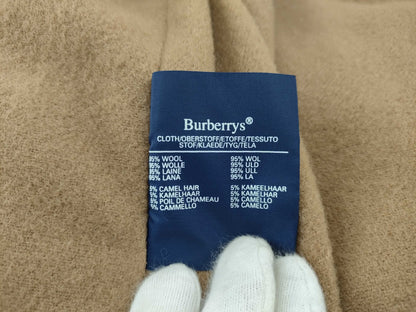 Burberrys®
CLOTH/OBERSTOFF/ETOFFE/TESSUTO
STOF/KLAEDE/TYG/TELA
95% WOOL 95% WOL
95% WOLLE 95% ULD
95% LAINE 95% ULL
95% LANA 95% LA
5% CAMEL HAIR 5% KAMEELHAAR
5% KAMELHAAR 5% KAMELHAR
5% POIL DE CHAMEAU 5% CAMELLO
5% CAMMELLO 5% CAMELO